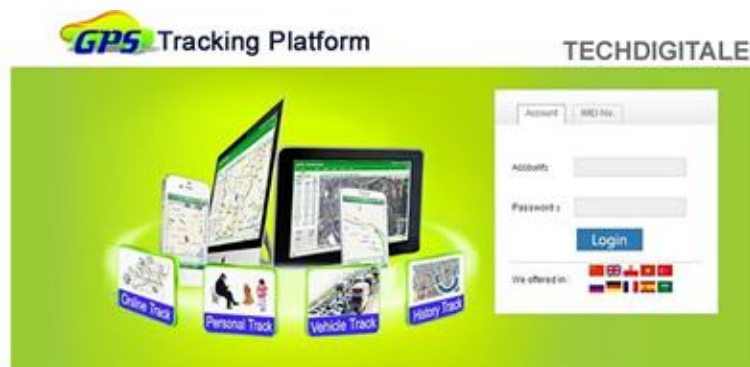 GPS Tracking Platform
TECHDIGITALE
Account
IMEI No.
Account:
Password :
Login
We offered in:
Online Track
Personal Track
Vehicle Track
History Track